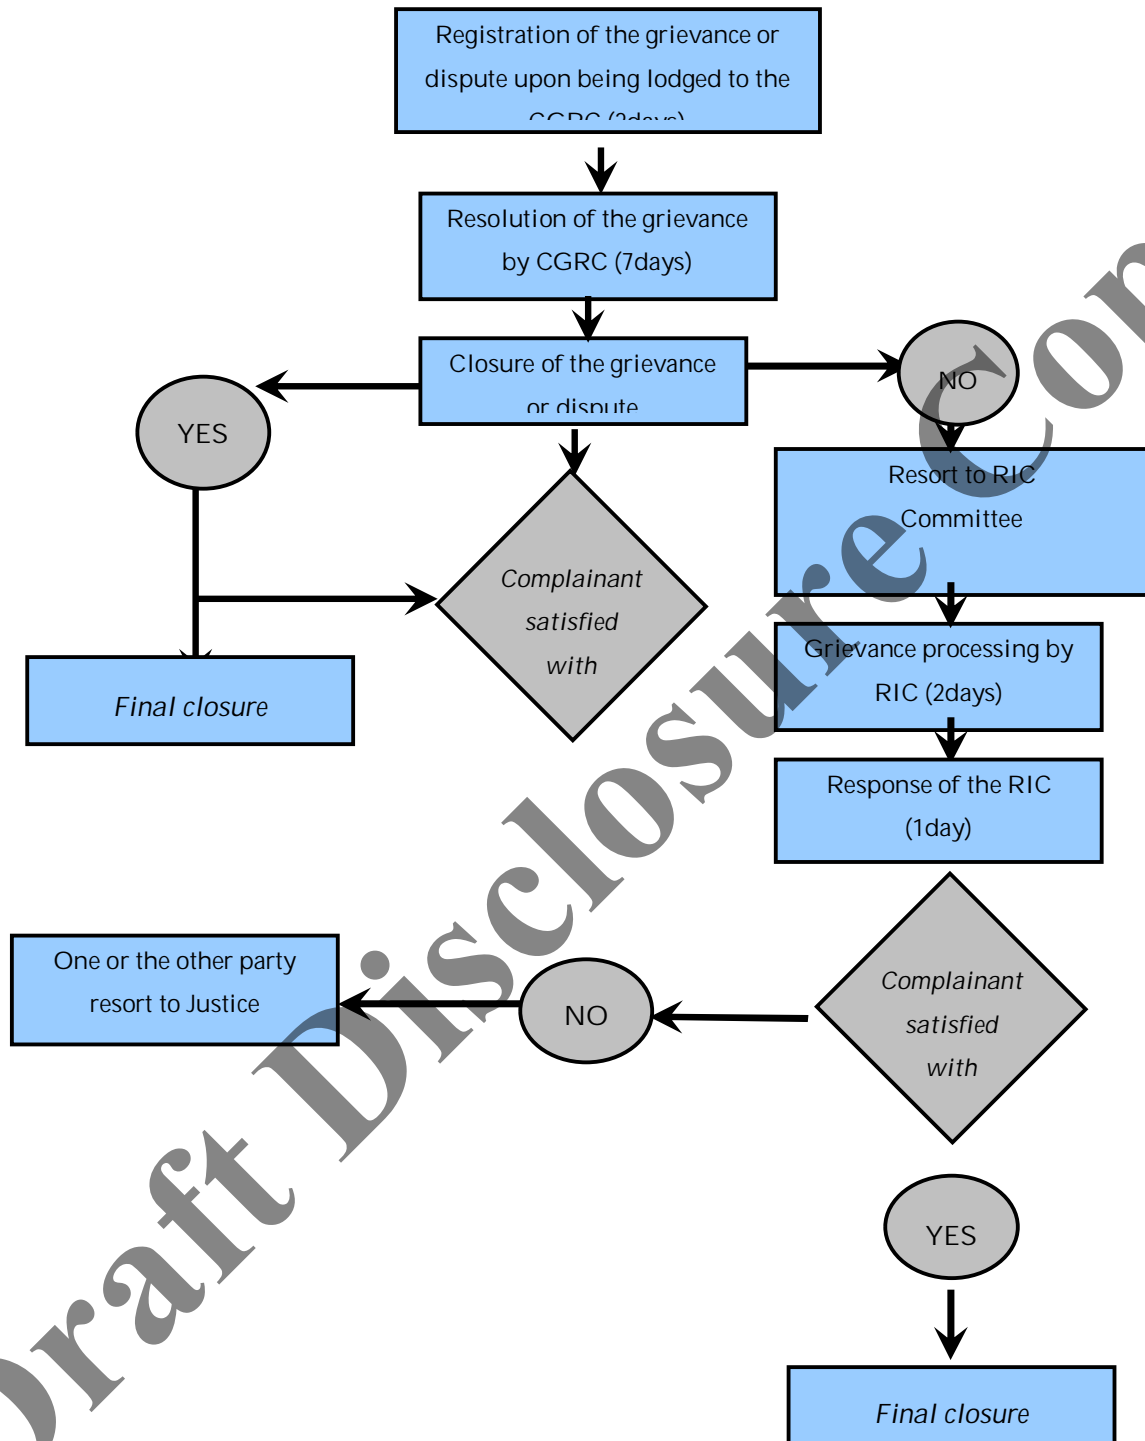 Registration of the grievance or
dispute upon being lodged to the
CGRC
Resolution of the grievance
by CGRC (7days)
Closure of the grievance
or dispute
YES
NO
Resort to RIC
Committee
Complainant
satisfied
with
Final closure
Grievance processing by
RIC (2days)
Response of the RIC
(1day)
One or the other party
resort to Justice
NO
Complainant
satisfied
with
YES
Final closure
Draft Disclosure